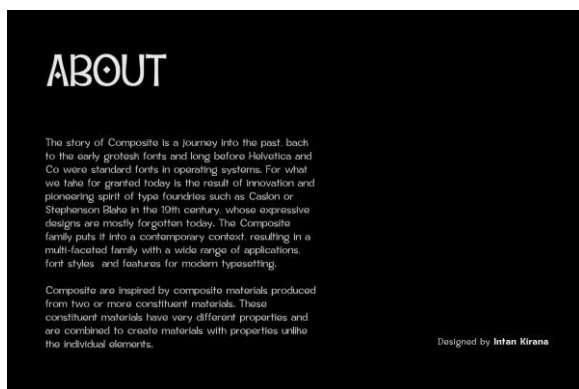 ABOUT
The story of Composite is a journey into the past, back
to the early grotesk fonts and long before Helvetica and
Co were standard fonts in operating systems. For what
we take for granted today is the result of innovation and
pioneering spirit of type foundries such as Caslon or
Stephenson Blake in the 19th century, whose expressive
designs are mostly forgotten today. The Composite
family puts it into a contemporary context, resulting in a
multi-faceted family with a wide range of applications,
font styles and features for modern typesetting.
Composite are inspired by composite materials produced
from two or more constituent materials. These
constituent materials have very different properties and
are combined to create materials with properties unlike
the individual elements.
Designed by Intan Kirana